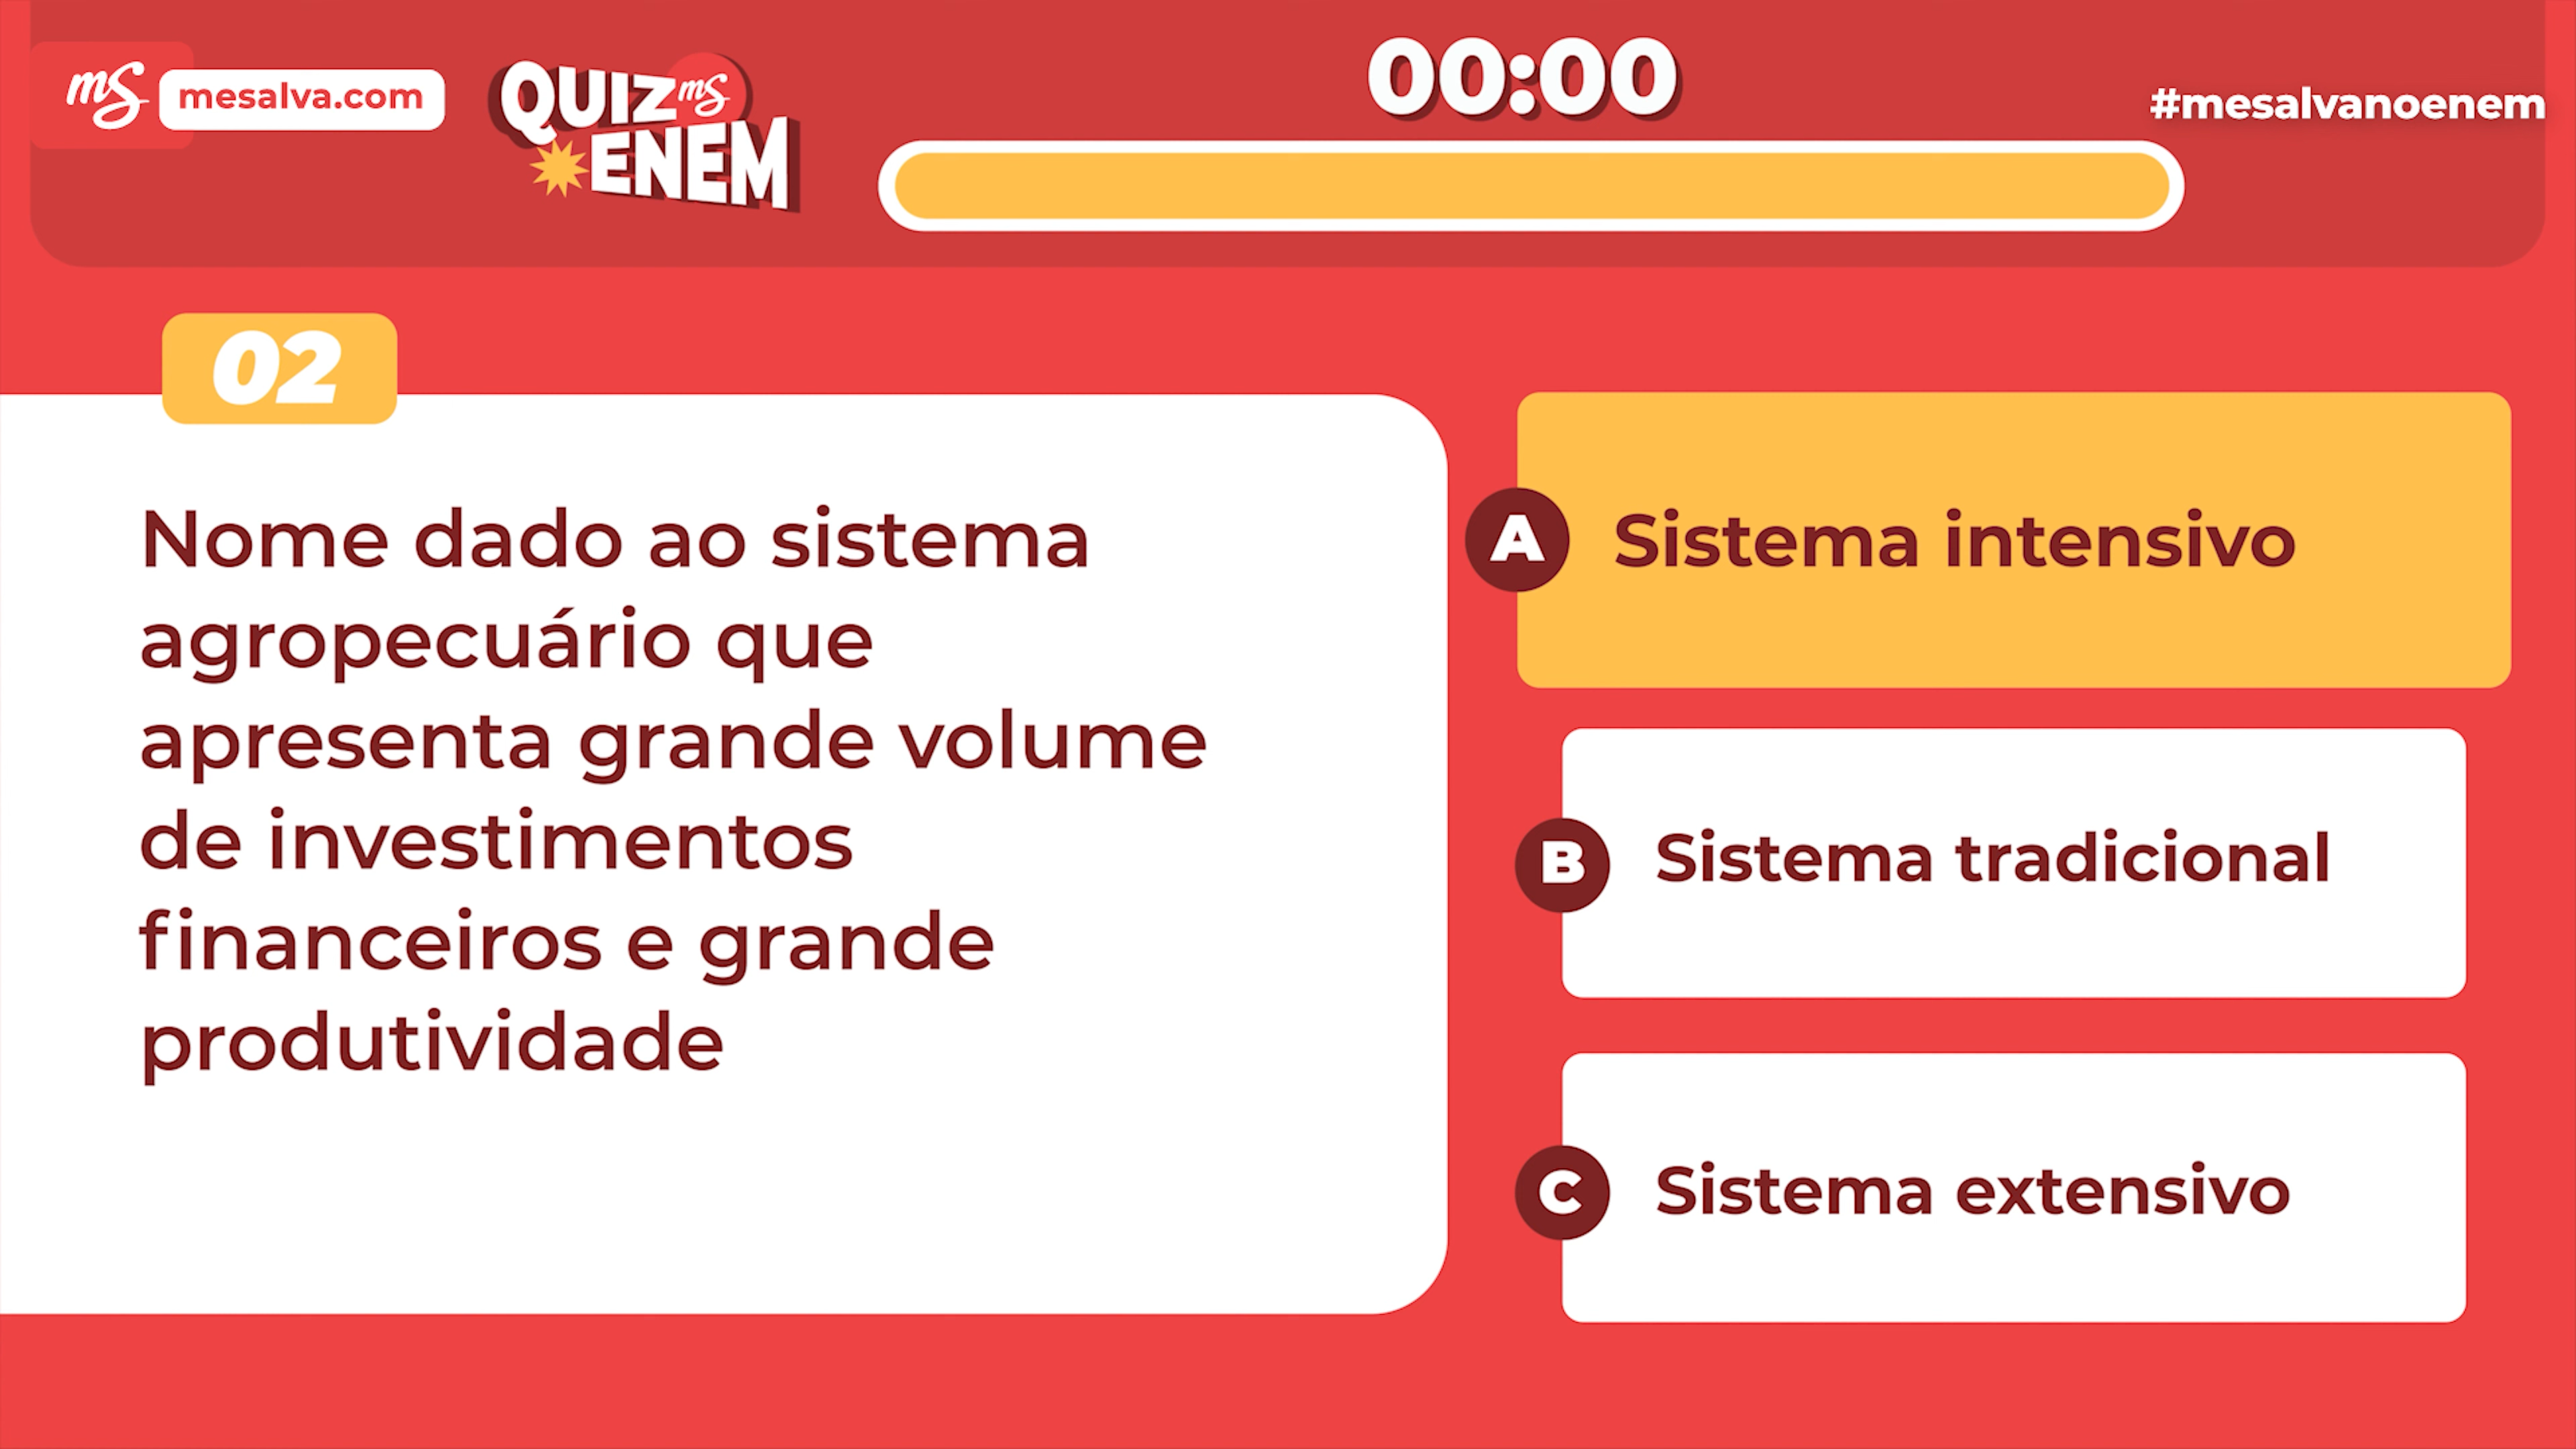 mS mesalva.com
QUIZ mS
ENEM
00:00
#mesalvanoenem
02
Nome dado ao sistema
agropecuário que
apresenta grande volume
de investimentos
financeiros e grande
produtividade
A Sistema intensivo
B Sistema tradicional
C Sistema extensivo